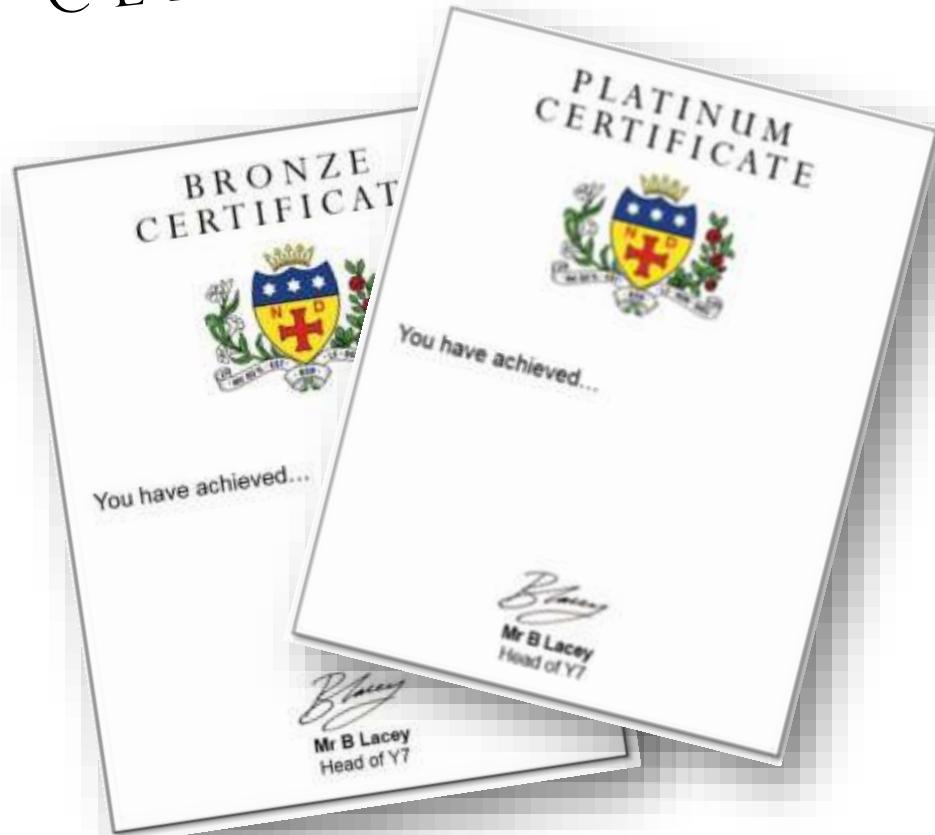 BRONZE
CERTIFICAT
N D
You have achieved...
Mr B Lacey
Head of Y7
PLATINUM
CERTIFICATE
N D
You have achieved...
Mr B Lacey
Head of Y7